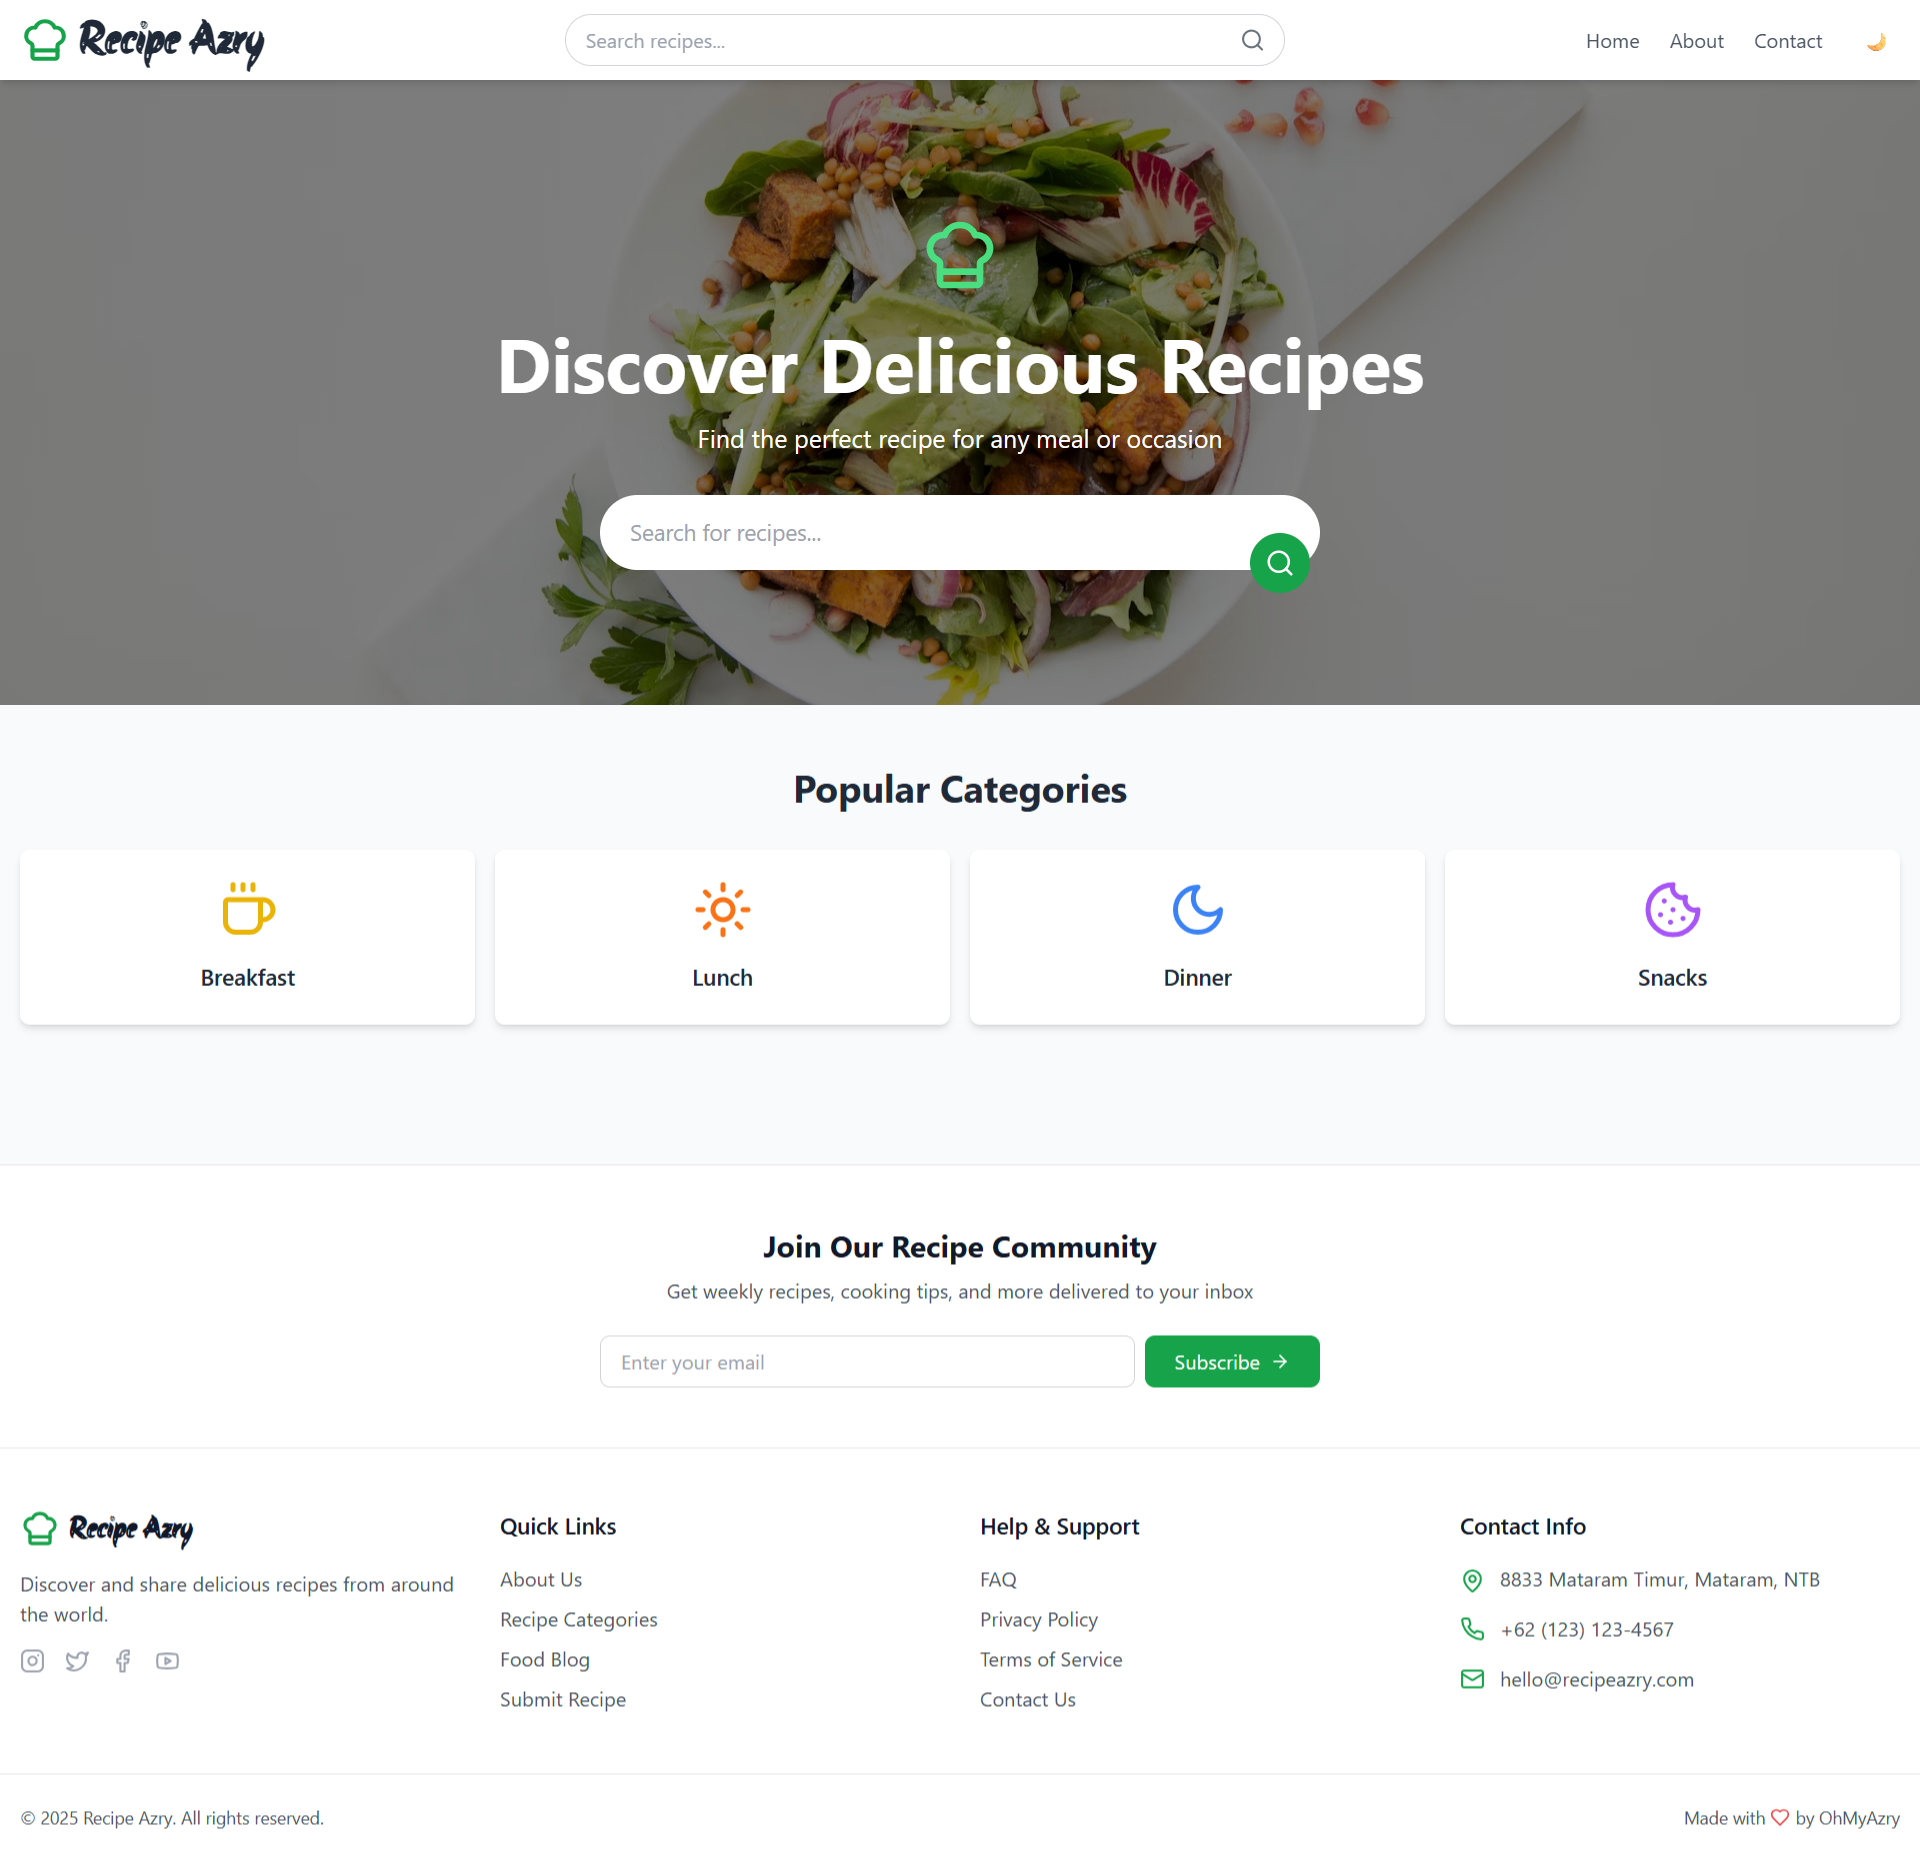 Recipe Azry
Search recipes...
Home
About
Contact
Discover Delicious Recipes
Find the perfect recipe for any meal or occasion
Search for recipes...
Popular Categories
Breakfast
Lunch
Dinner
Snacks
Join Our Recipe Community
Get weekly recipes, cooking tips, and more delivered to your inbox
Enter your email
Subscribe
Recipe Azry
Discover and share delicious recipes from around
the world.
Quick Links
About Us
Recipe Categories
Food Blog
Submit Recipe
Help & Support
FAQ
Privacy Policy
Terms of Service
Contact Us
Contact Info
8833 Mataram Timur, Mataram, NTB
+62 (123) 123-4567
hello@recipeazry.com
© 2025 Recipe Azry. All rights reserved.
Made with by OhMyAzry